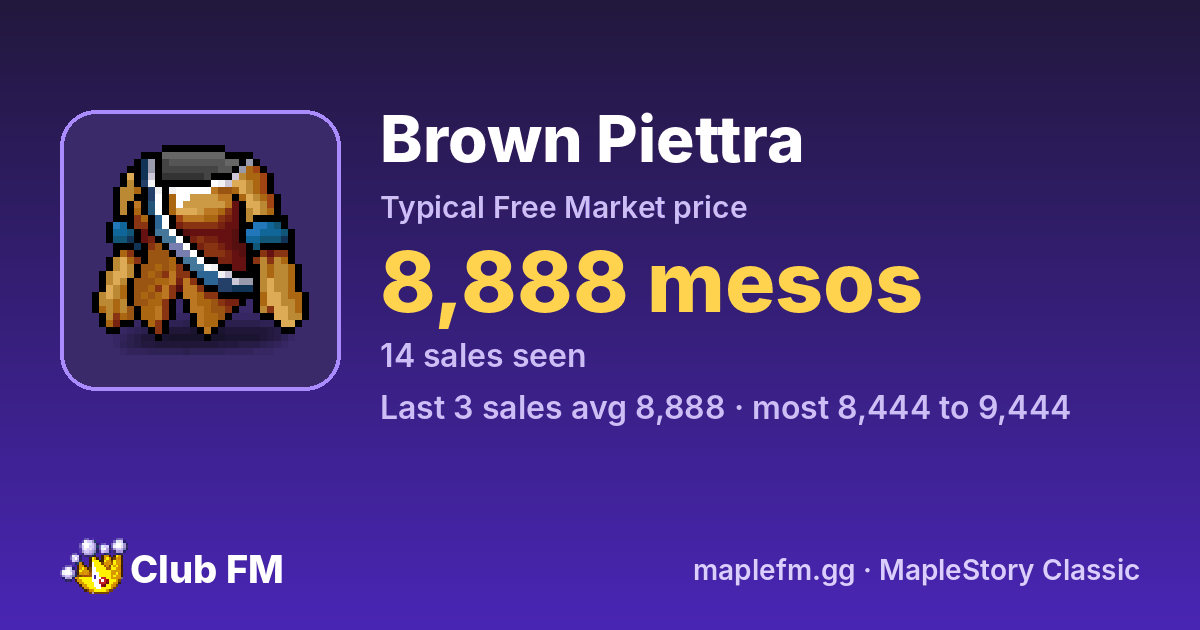 Brown Piettra
Typical Free Market price
8,888 mesos
14 sales seen
Last 3 sales avg 8,888 · most 8,444 to 9,444
Club FM
maplefm.gg · MapleStory Classic